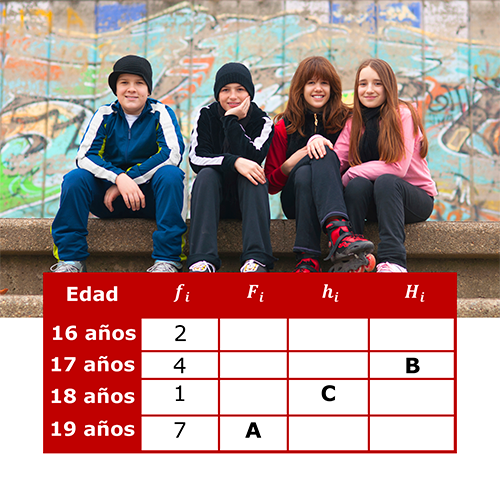 Edad fᵢ Fᵢ hᵢ Hᵢ
16 años 2
17 años 4 B
18 años 1 C
19 años 7 A